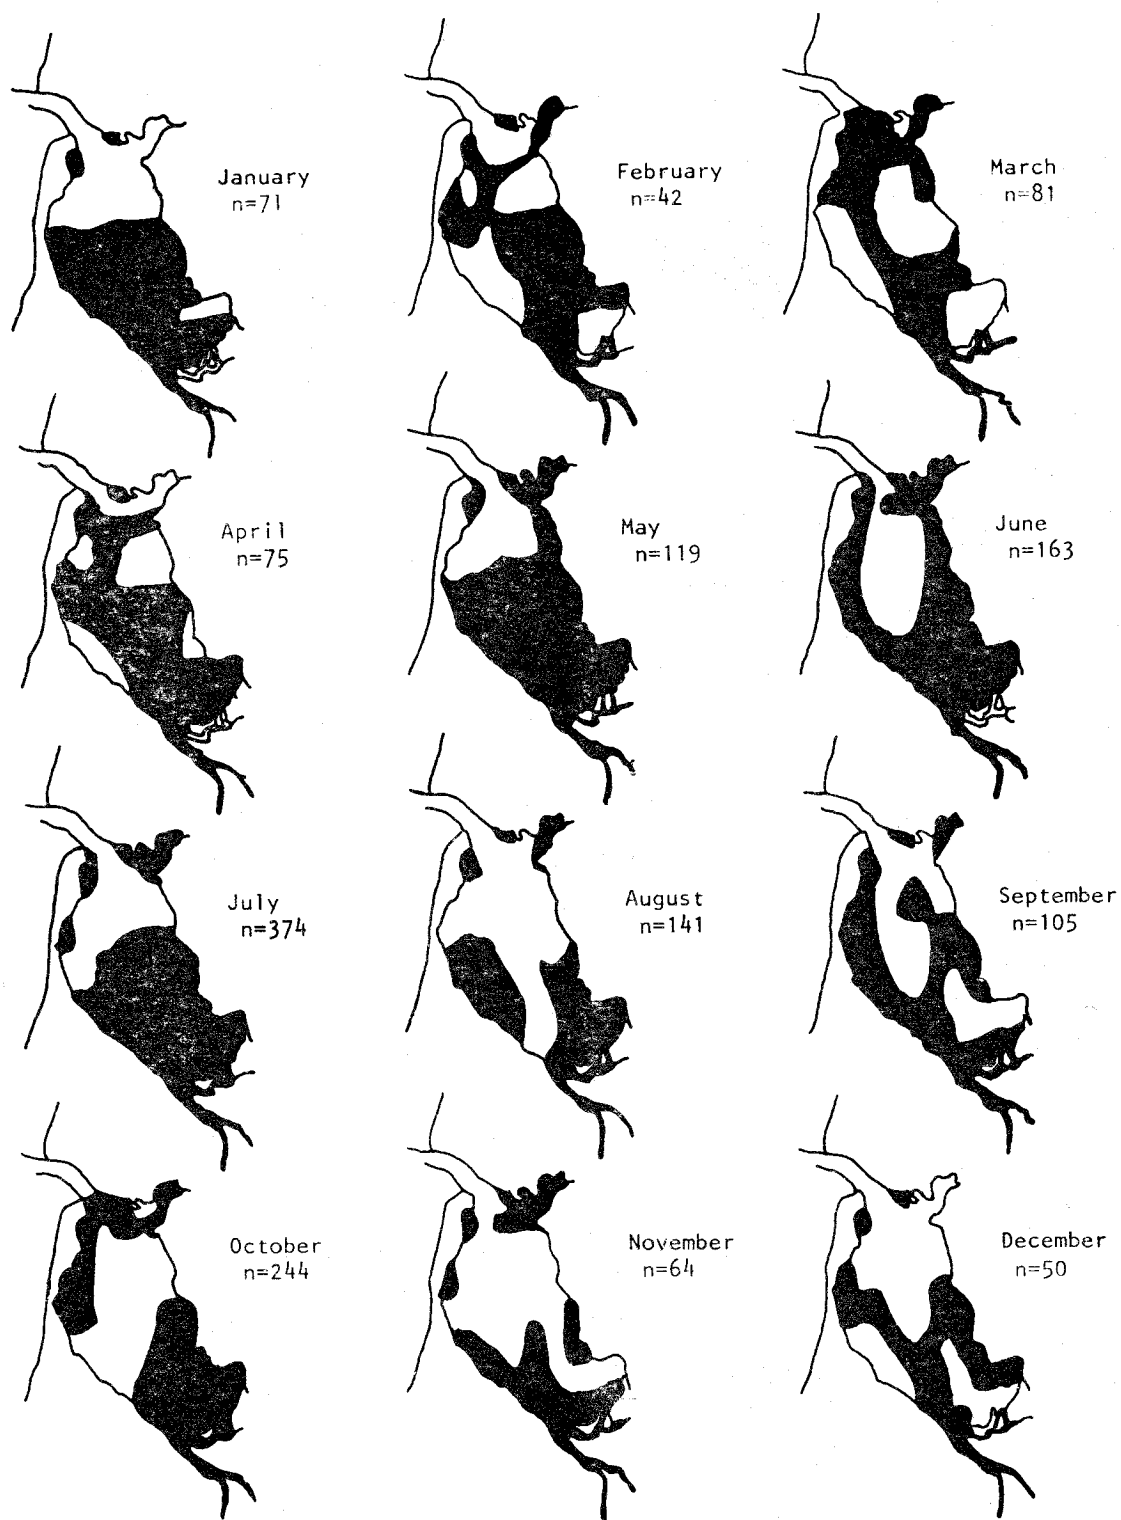 January
n=71
February
n=42
March
n=81
April
n=75
May
n=119
June
n=163
July
n=374
August
n=141
September
n=105
October
n=244
November
n=64
December
n=50